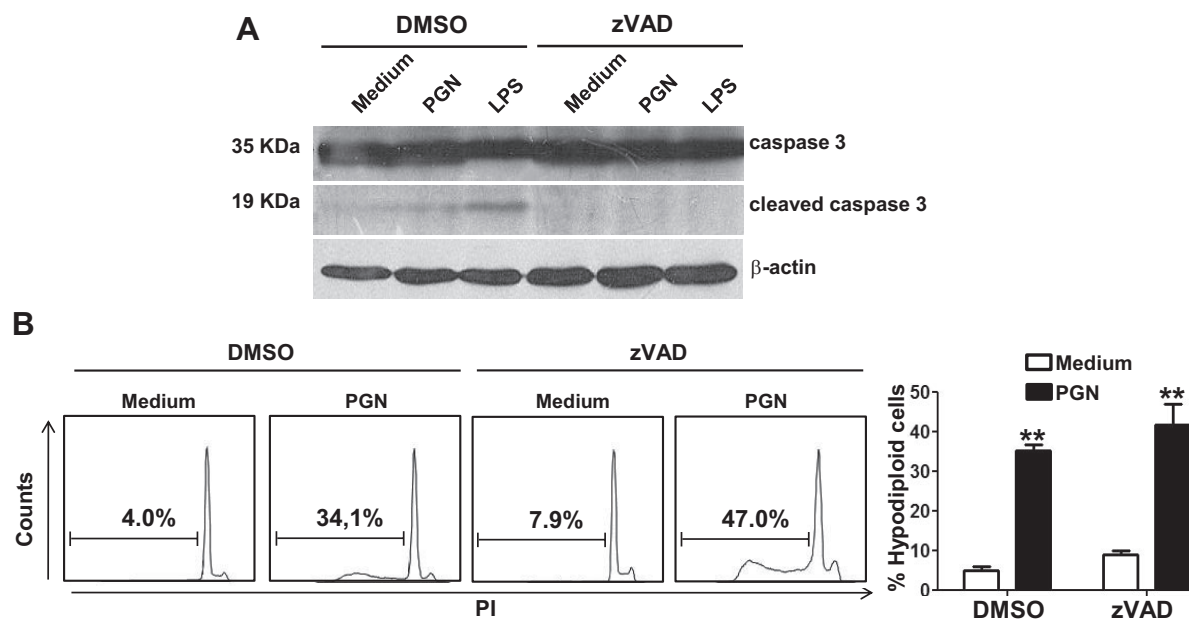 A
DMSO
zVAD
Medium
PGN
LPS
Medium
PGN
LPS
35 KDa
caspase 3
19 KDa
cleaved caspase 3
β-actin
B
DMSO
zVAD
Medium
PGN
Medium
PGN
Counts
4.0%
34,1%
7.9%
47.0%
PI
Medium
PGN
% Hypodiploid cells
50
40
30
20
10
0
**
**
DMSO
zVAD